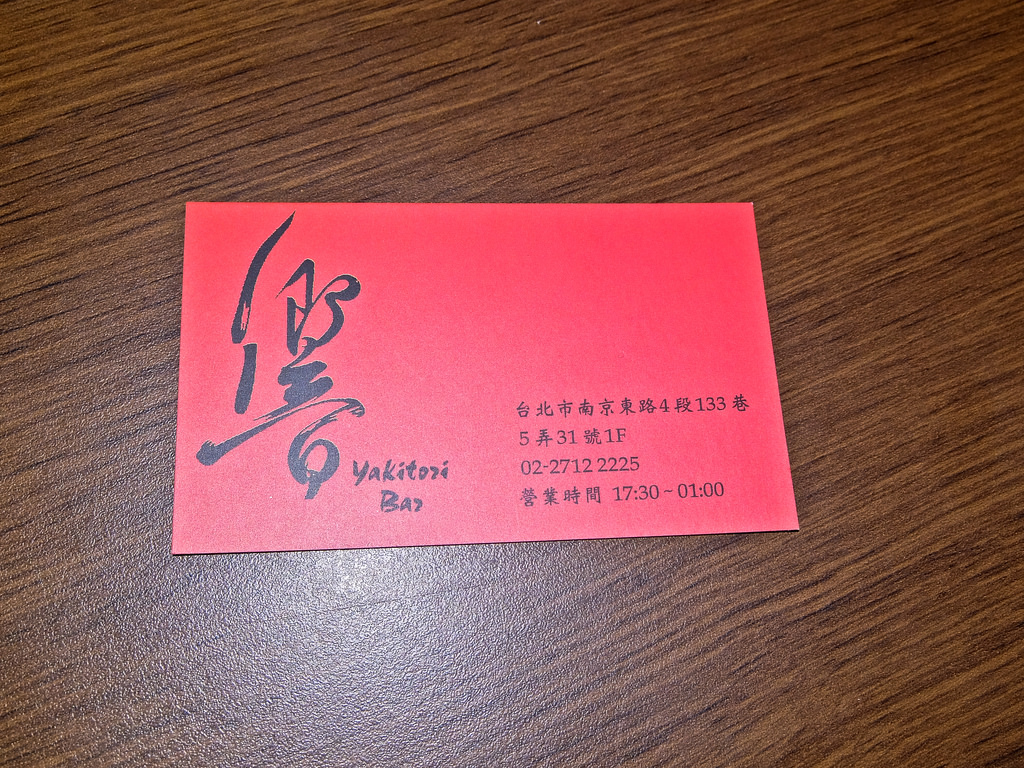 響
Yakitori
Bar
台北市南京東路4段133巷
5弄31號1F
02-2712 2225
營業時間 17:30~01:00